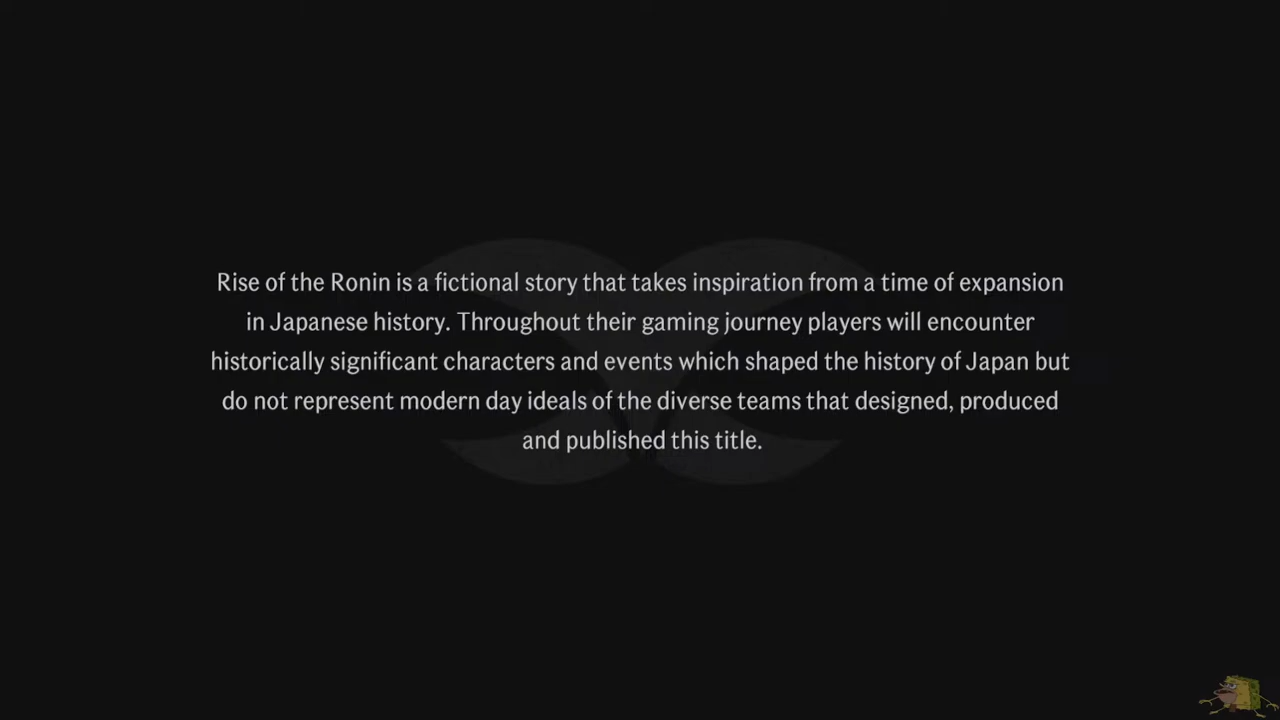 Rise of the Ronin is a fictional story that takes inspiration from a time of expansion
in Japanese history. Throughout their gaming journey players will encounter
historically significant characters and events which shaped the history of Japan but
do not represent modern day ideals of the diverse teams that designed, produced
and published this title.